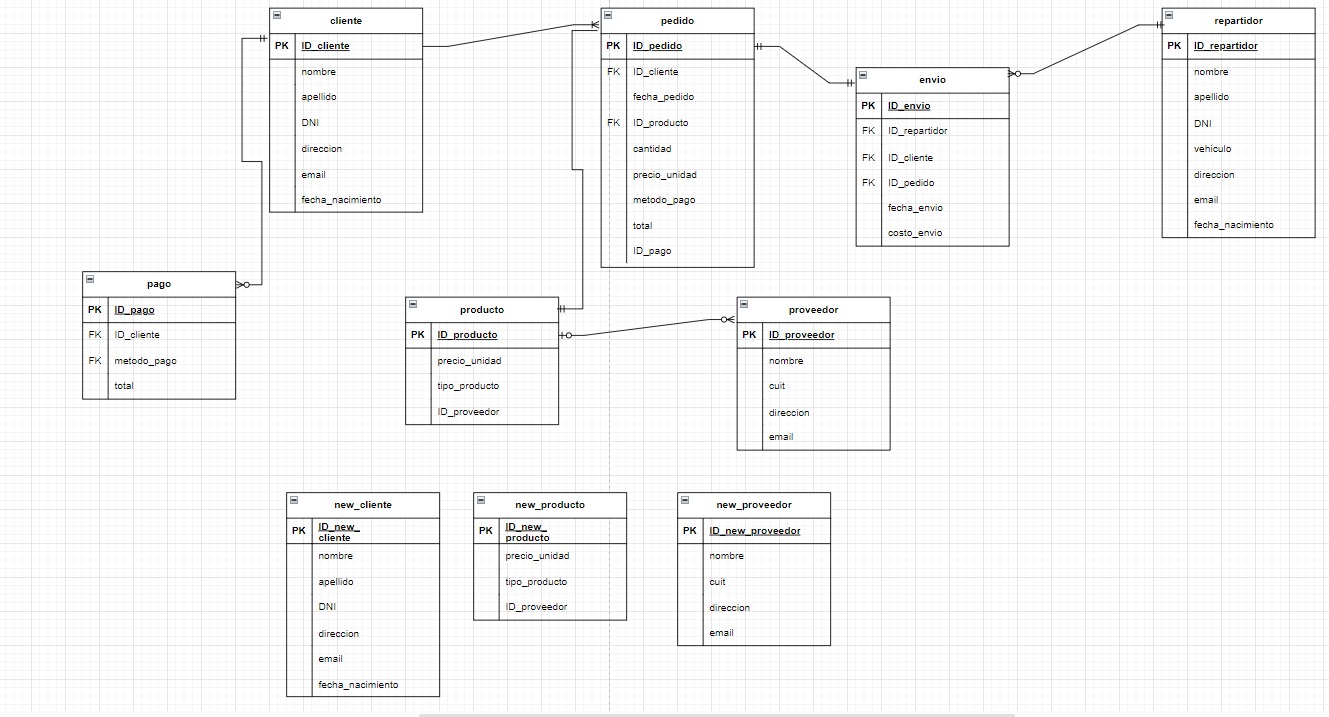 cliente
PK ID_cliente
nombre
apellido
DNI
direccion
email
fecha_nacimiento
pedido
PK ID_pedido
FK ID_cliente
fecha_pedido
FK ID_producto
cantidad
precio_unidad
metodo_pago
total
ID_pago
envio
PK ID_envio
FK ID_repartidor
FK ID_cliente
FK ID_pedido
fecha_envio
costo_envio
repartidor
PK ID_repartidor
nombre
apellido
DNI
vehiculo
direccion
email
fecha_nacimiento
pago
PK ID_pago
FK ID_cliente
FK metodo_pago
total
producto
PK ID_producto
precio_unidad
tipo_producto
ID_proveedor
proveedor
PK ID_proveedor
nombre
cuit
direccion
email
new_cliente
PK ID_new_
cliente
nombre
apellido
DNI
direccion
email
fecha_nacimiento
new_producto
PK ID_new_
producto
precio_unidad
tipo_producto
ID_proveedor
new_proveedor
PK ID_new_proveedor
nombre
cuit
direccion
email